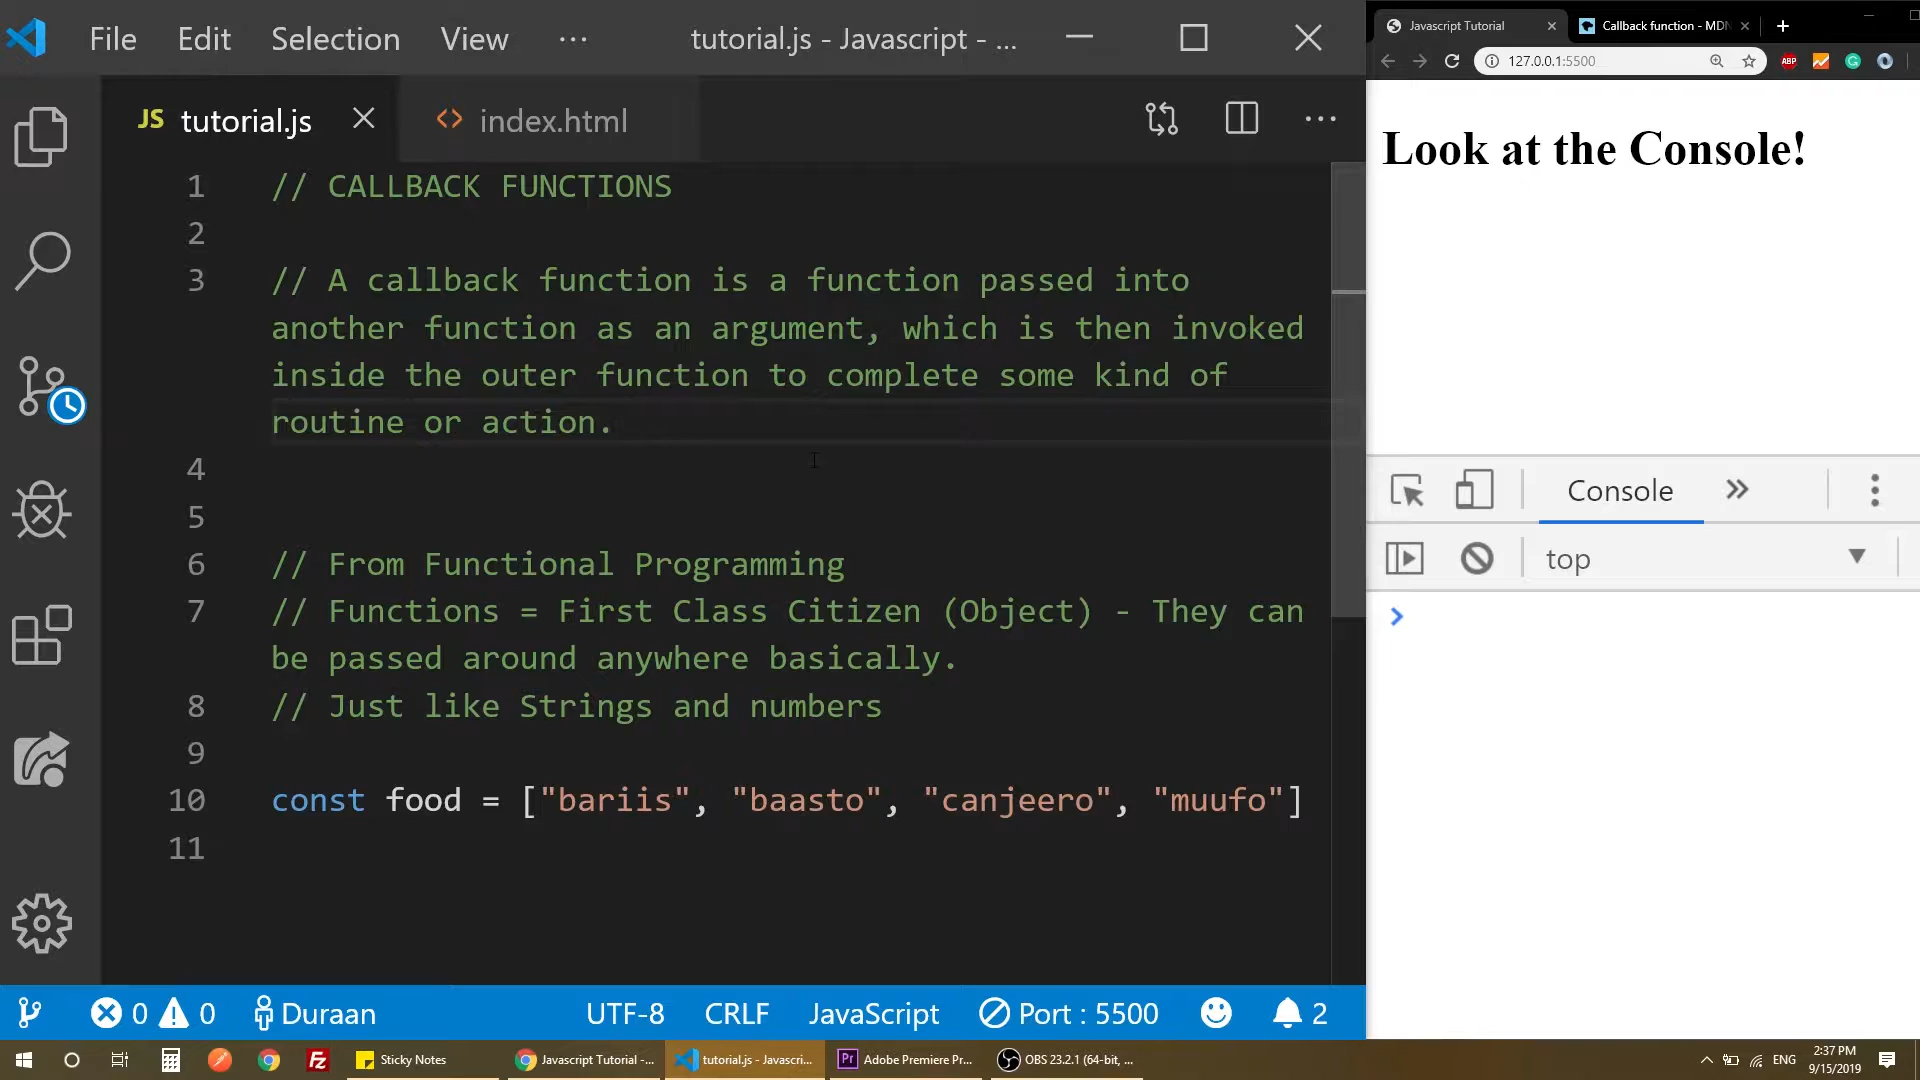 File Edit Selection View ··· tutorial.js - Javascript - ...
JS tutorial.js index.html
1 // CALLBACK FUNCTIONS
2
3 // A callback function is a function passed into
another function as an argument, which is then invoked
inside the outer function to complete some kind of
routine or action.
4
5
6 // From Functional Programming
7 // Functions = First Class Citizen (Object) - They can
be passed around anywhere basically.
8 // Just like Strings and numbers
9
10 const food = ["bariis", "baasto", "canjeero", "muufo"]
11
0 0 Duraan UTF-8 CRLF JavaScript Port : 5500 2
Javascript Tutorial Callback function - MDN
127.0.0.1:5500 ABP
Look at the Console!
Console
top
Sticky Notes Javascript Tutorial -... tutorial.js - Javascri... Pr Adobe Premiere Pr... OBS 23.2.1 (64-bit, ... ENG 2:37 PM
9/15/2019